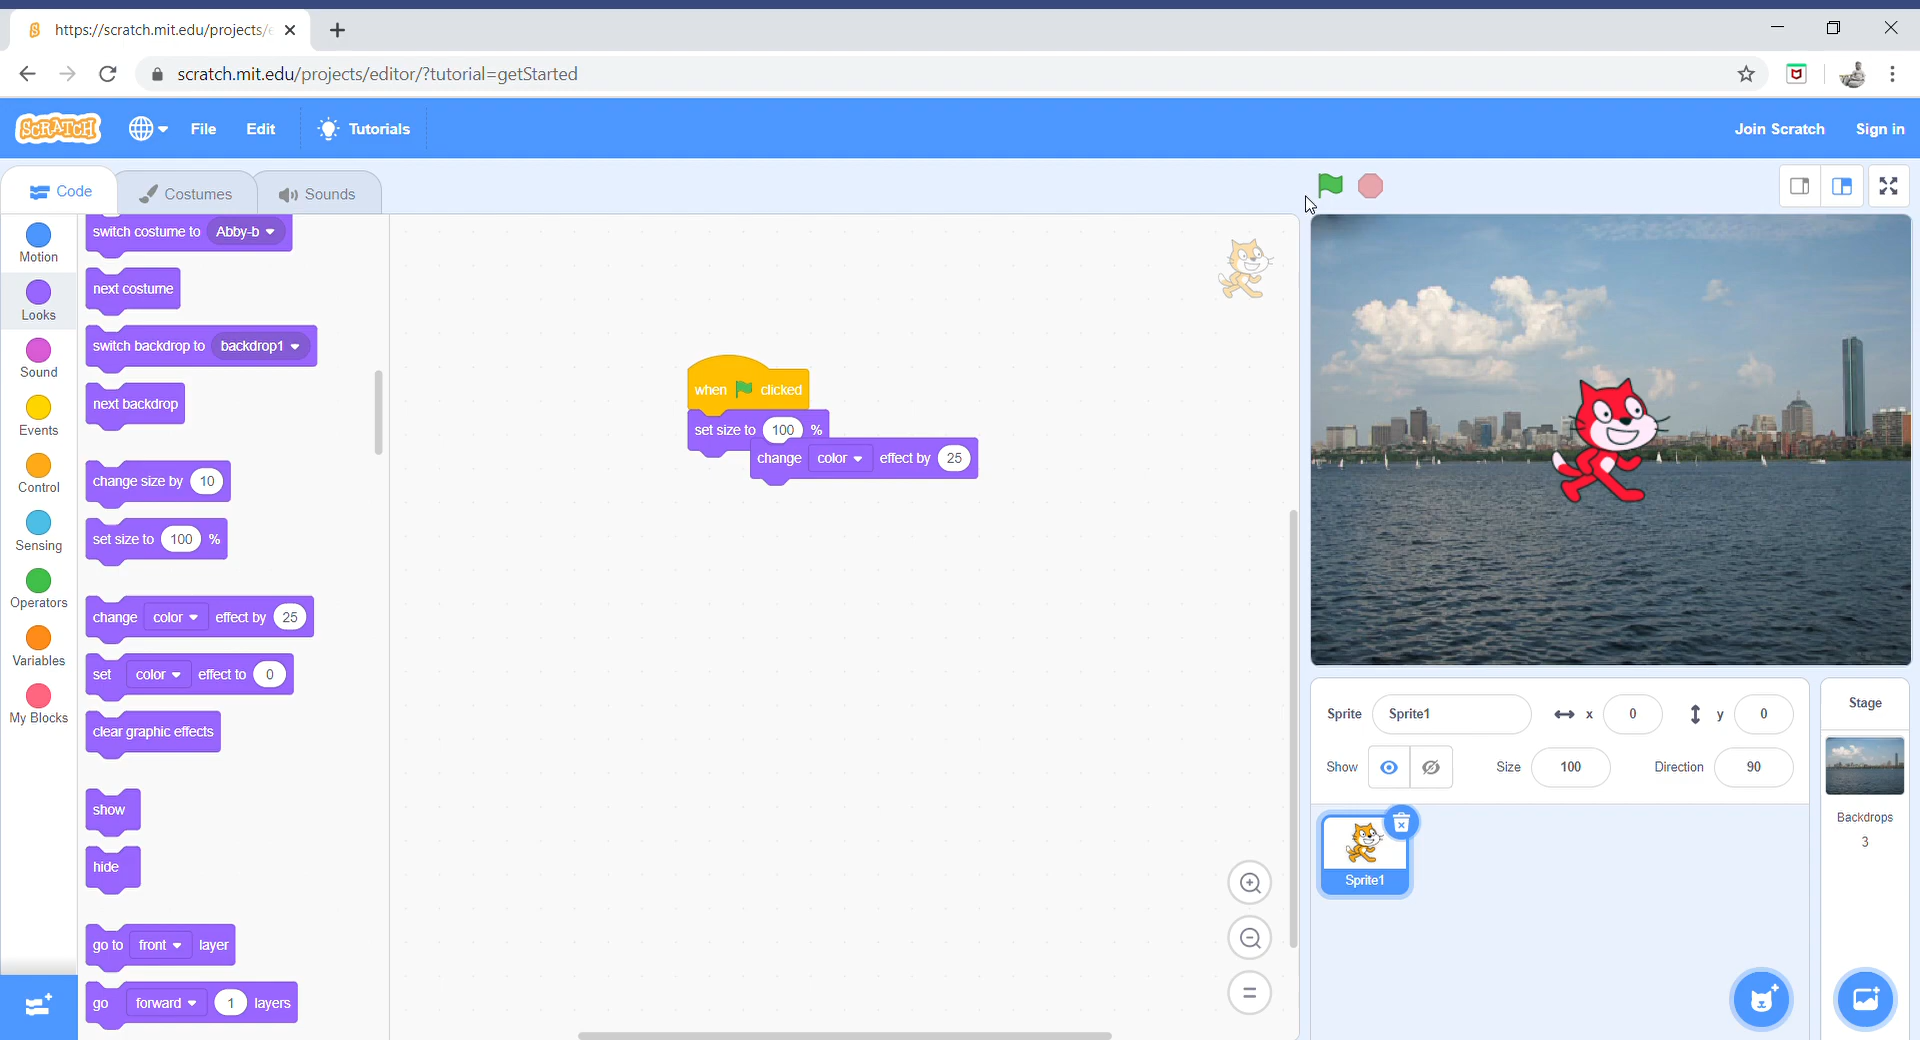 https://scratch.mit.edu/projects/e
scratch.mit.edu/projects/editor/?tutorial=getStarted
SCRATCH
File
Edit
Tutorials
Join Scratch
Sign in
Code
Costumes
Sounds
Motion
Looks
Sound
Events
Control
Sensing
Operators
Variables
My Blocks
switch costume to Abby-b
next costume
switch backdrop to backdrop1
next backdrop
change size by 10
set size to 100 %
change color effect by 25
set color effect to 0
clear graphic effects
show
hide
go to front layer
go forward 1 layers
when clicked
set size to 100 %
change color effect by 25
Sprite Sprite1 x 0 y 0
Show Size 100 Direction 90
Sprite1
Stage
Backdrops
3